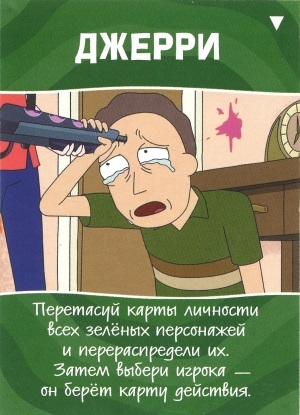 ДЖЕРРИ
Перетасуй карты личности
всех зелёных персонажей
и перераспредели их.
Затем выбери игрока —
он берёт карту действия.